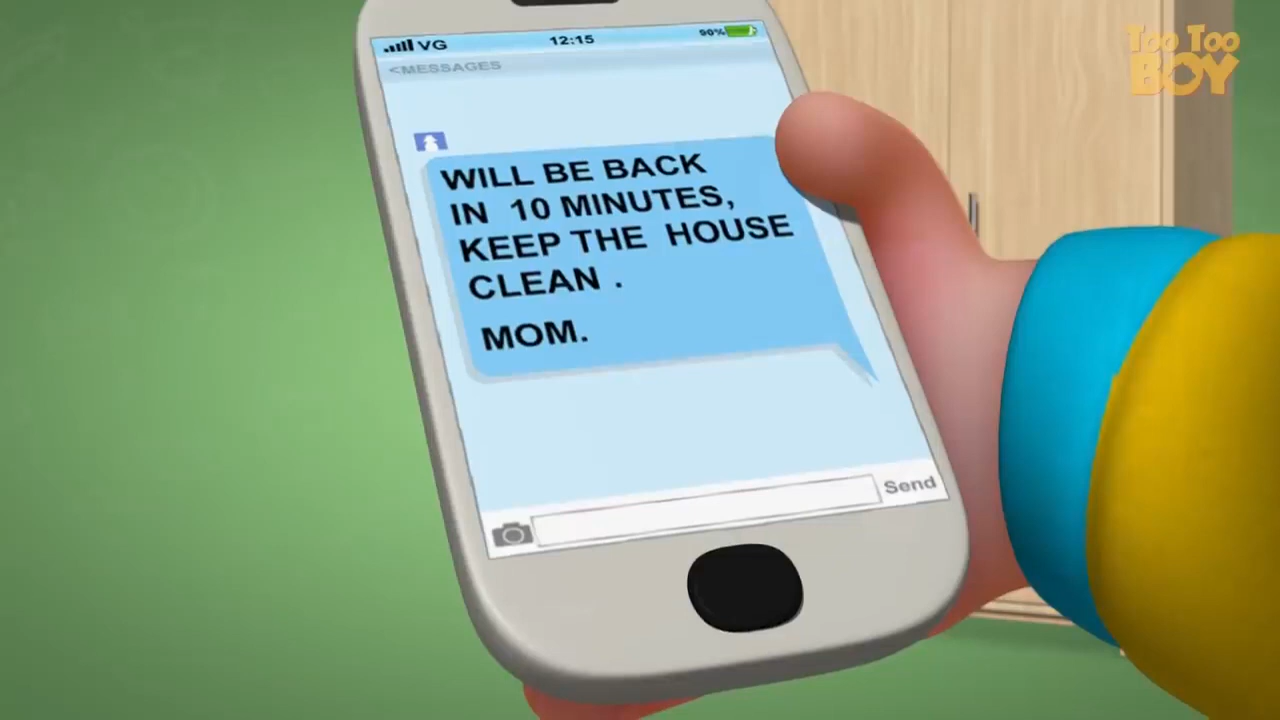 VG 12:15 90%
<MESSAGES
WILL BE BACK
IN 10 MINUTES,
KEEP THE HOUSE
CLEAN .
MOM.
Send
TOO TOO
BOY